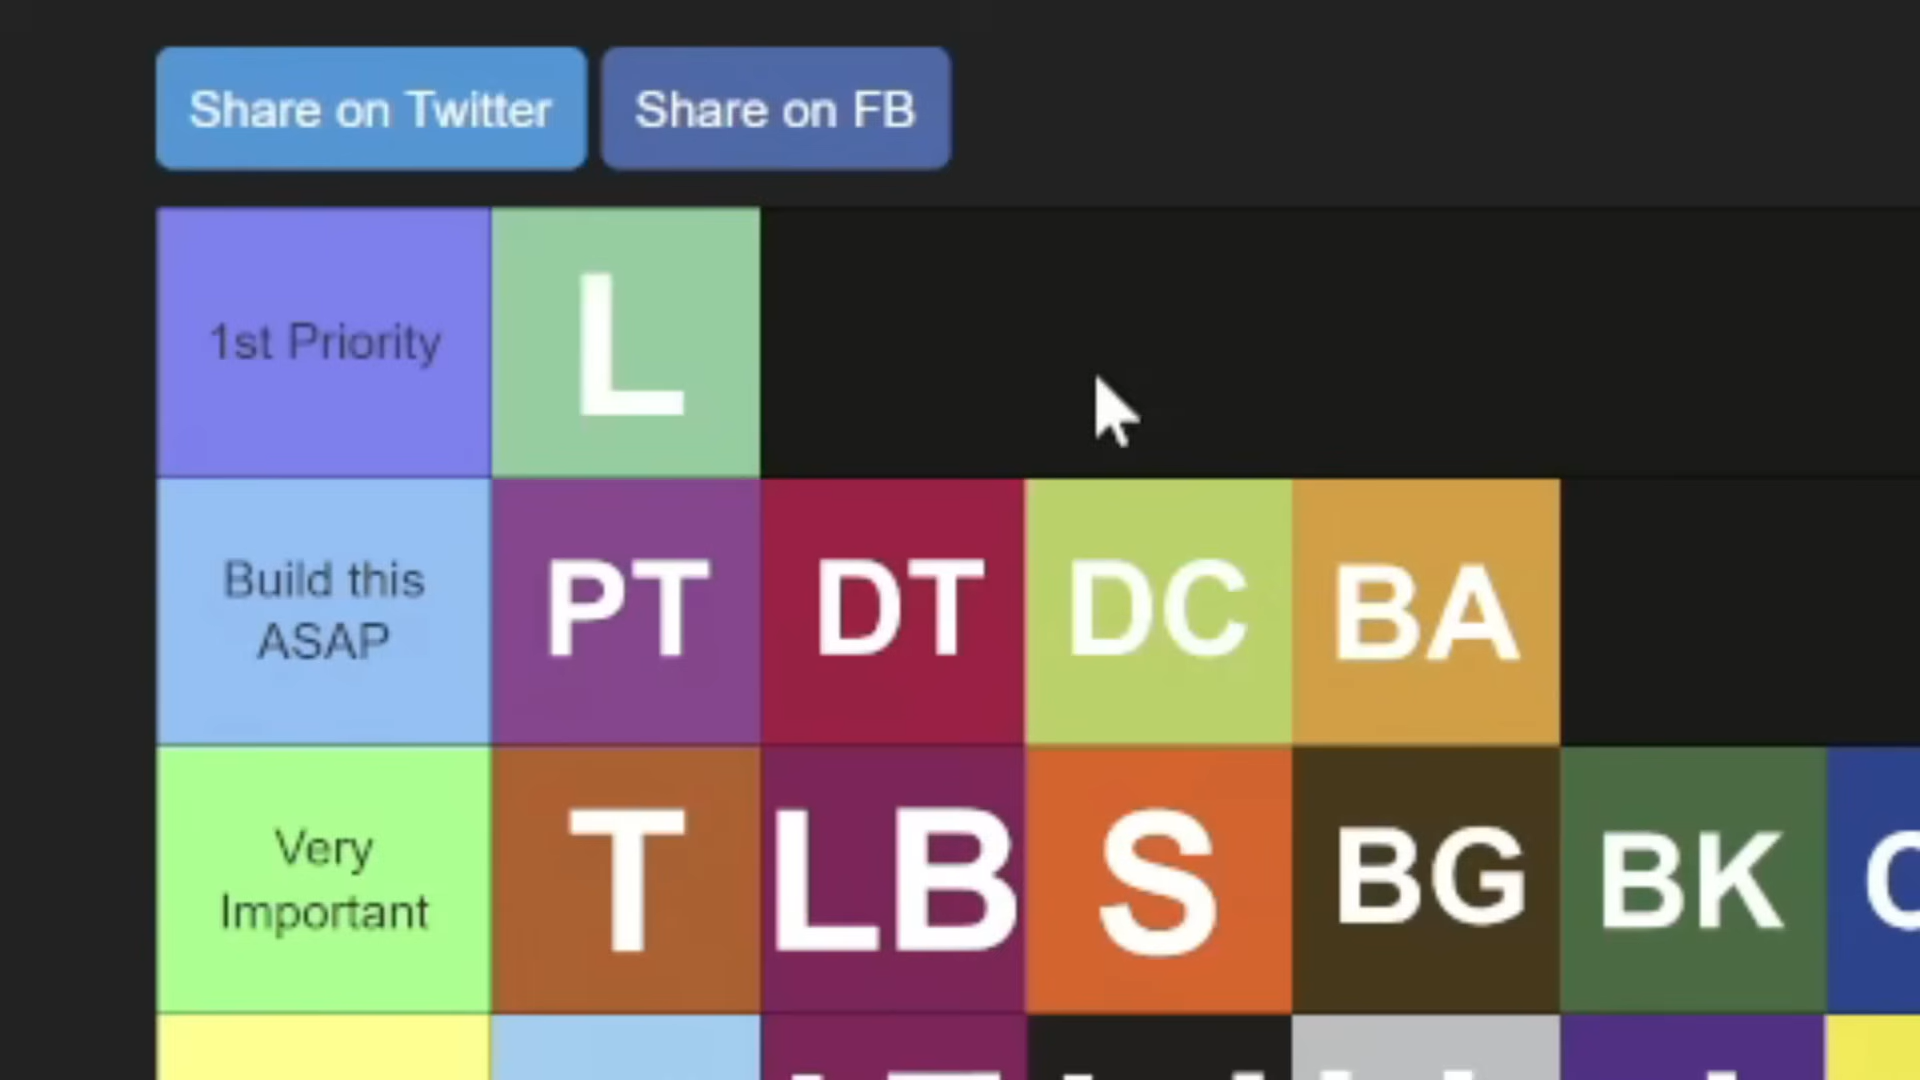 Share on Twitter Share on FB
1st Priority L
Build this
ASAP
PT DT DC BA
Very
Important
T LB S BG BK